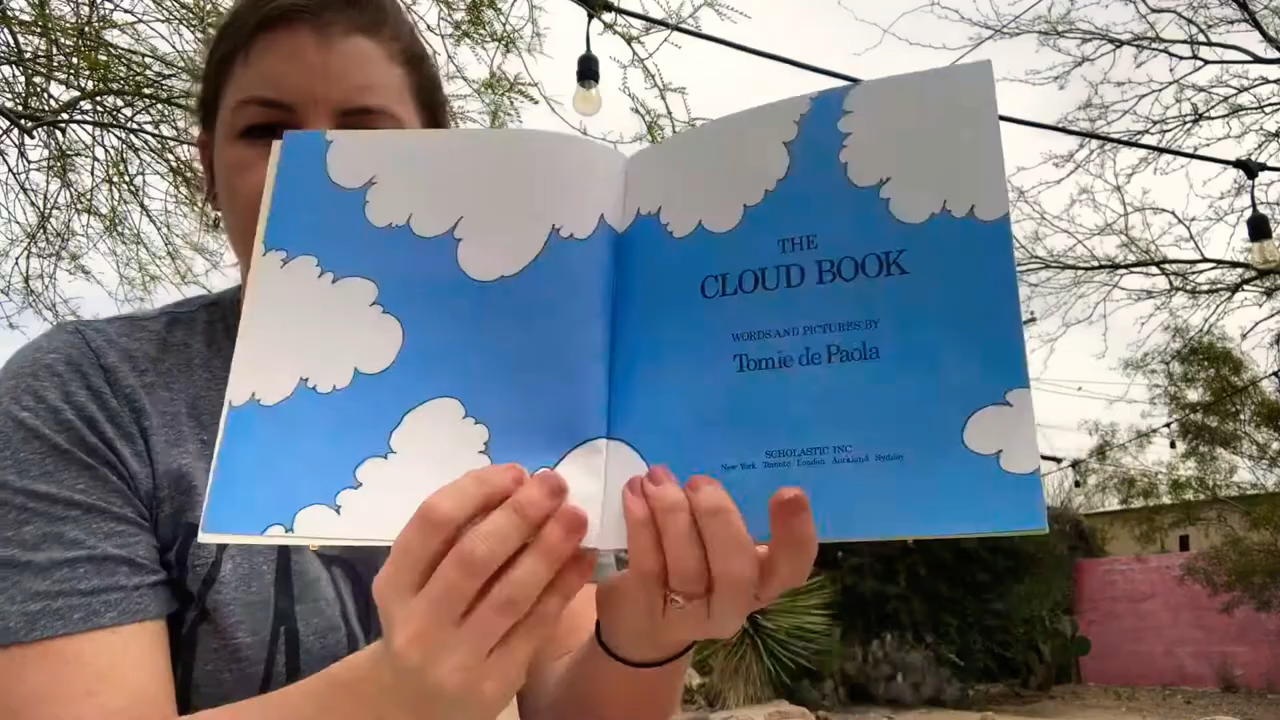 THE
CLOUD BOOK
WORDS AND PICTURES BY
Tomie de Paola
SCHOLASTIC INC.
New York Toronto London Auckland Sydney